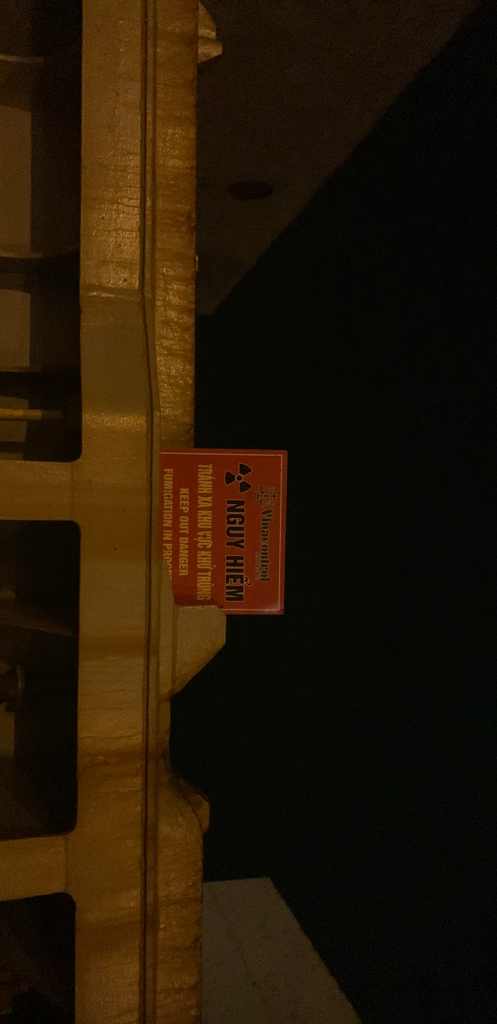 Vinacontrol
NGUY HIỂM
TRÁNH XA KHU VỰC KHỬ TRÙNG
KEEP OUT DANGER
FUMIGATION IN